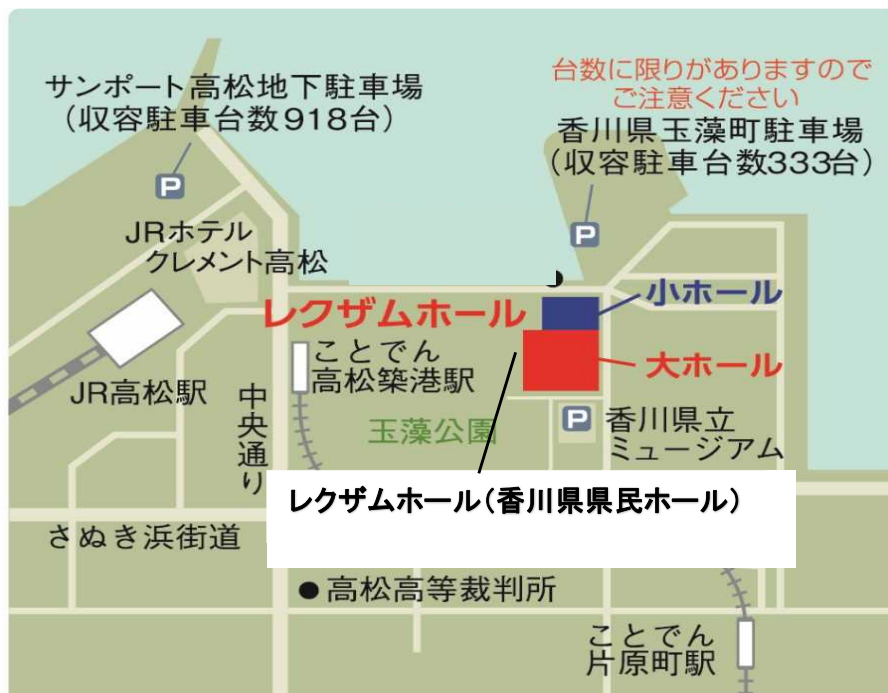 サンポート高松地下駐車場
（収容駐車台数918台）
台数に限りがありますので
ご注意ください
香川県玉藻町駐車場
（収容駐車台数333台）
P
P
JRホテル
クレメント高松
小ホール
レクザムホール
大ホール
ことでん
高松築港駅
JR高松駅
中央通り
玉藻公園
P
香川県立
ミュージアム
レクザムホール（香川県県民ホール）
さぬき浜街道
高松高等裁判所
ことでん
片原町駅